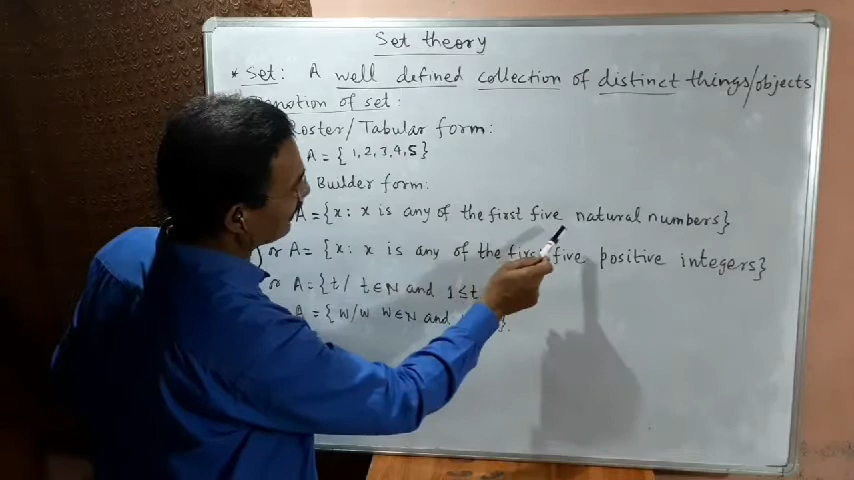 Set theory
* Set: A well defined collection of distinct things/objects
of set:
Roster/Tabular form:
A = {1,2,3,4,5}
Builder form:
A={x: x is any of the first five natural numbers}
or A= {x: x is any of the first five positive integers}
or A={t/ t∈N and 1≤t
A = {w/w w∈N and }.